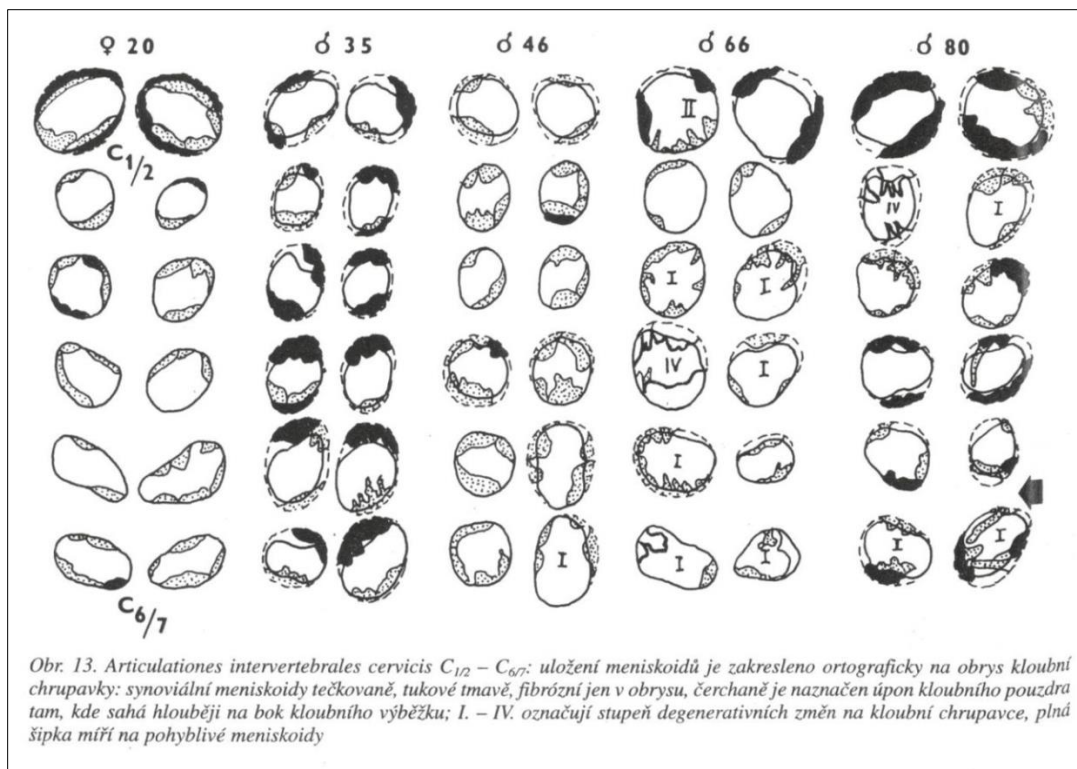 ♀ 20 ♂ 35 ♂ 46 ♂ 66 ♂ 80
II
C1/2
IV I
I I
IV I
I
I I I I
C6/7
Obr. 13. Articulationes intervertebrales cervicis C1/2 – C6/7: uložení meniskoidů je zakresleno ortograficky na obrys kloubní
chrupavky: synoviální meniskoidy tečkovaně, tukové tmavě, fibrózní jen v obrysu, čerchaně je naznačen úpon kloubního pouzdra
tam, kde sahá hlouběji na bok kloubního výběžku; I. – IV. označují stupeň degenerativních změn na kloubní chrupavce, plná
šipka míří na pohyblivé meniskoidy